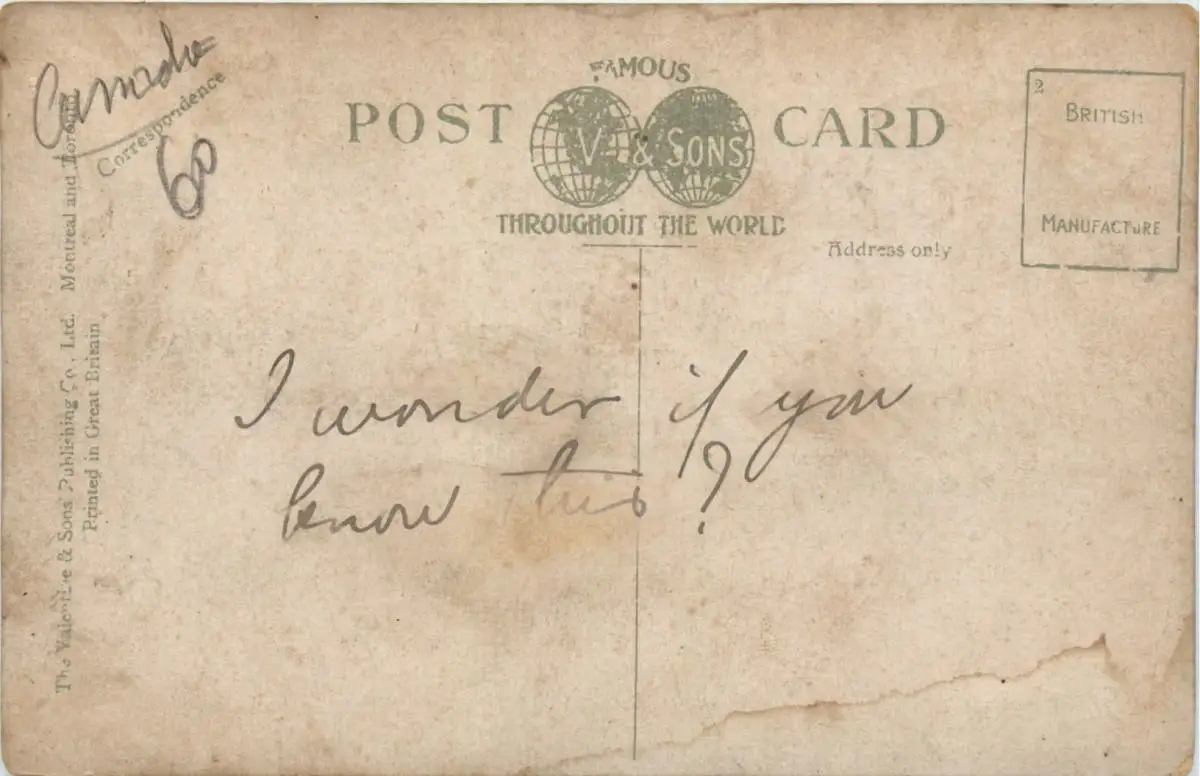 Canada
Correspondence
60
FAMOUS
POST CARD
V & SONS
THROUGHOUT THE WORLD
Address only
2
BRITISH
MANUFACTURE
The Valentine & Sons Publishing Co., Ltd. Montreal and Toronto
Printed in Great Britain
I wonder if you
know this?